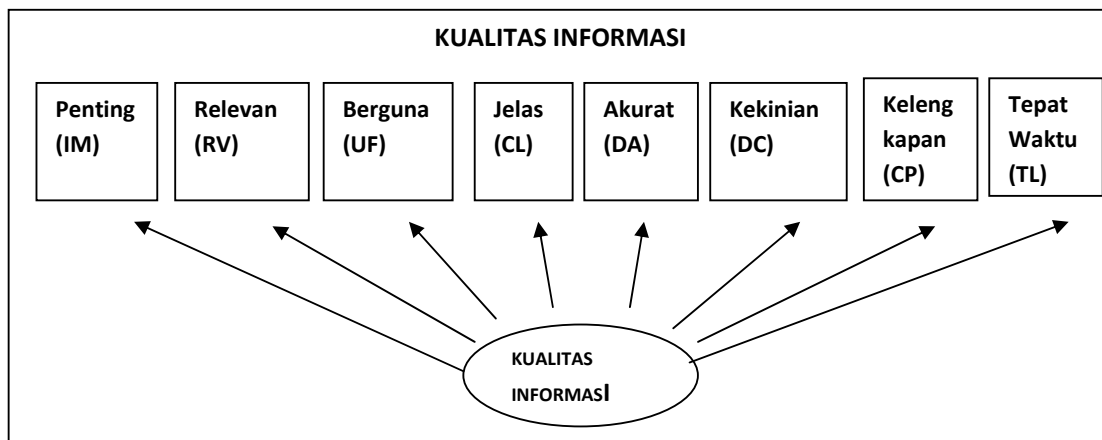 KUALITAS INFORMASI
Penting
(IM)
Relevan
(RV)
Berguna
(UF)
Jelas
(CL)
Akurat
(DA)
Kekinian
(DC)
Keleng
kapan
(CP)
Tepat
Waktu
(TL)
KUALITAS
INFORMASI